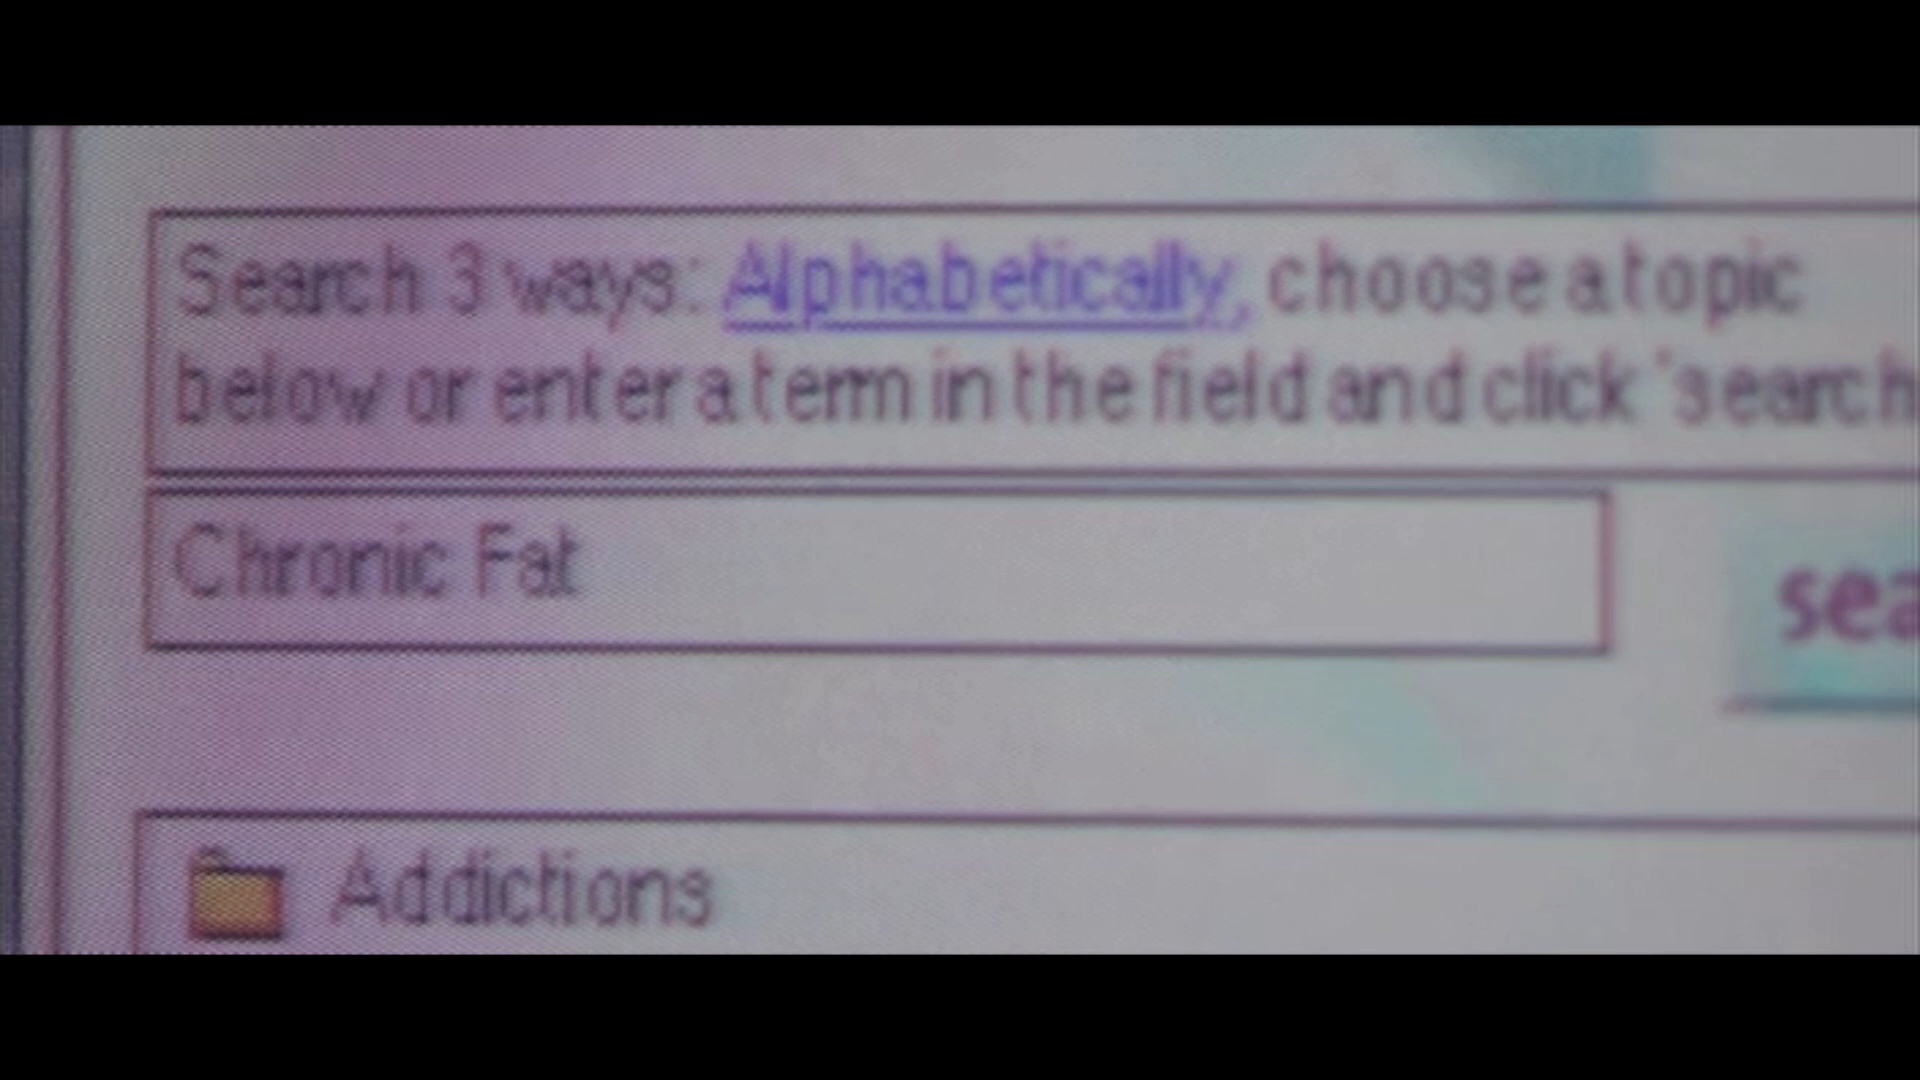 Search 3 ways: Alphabetically, choose a topic
below or enter a term in the field and click 'search
Chronic Fat
sea
Addictions